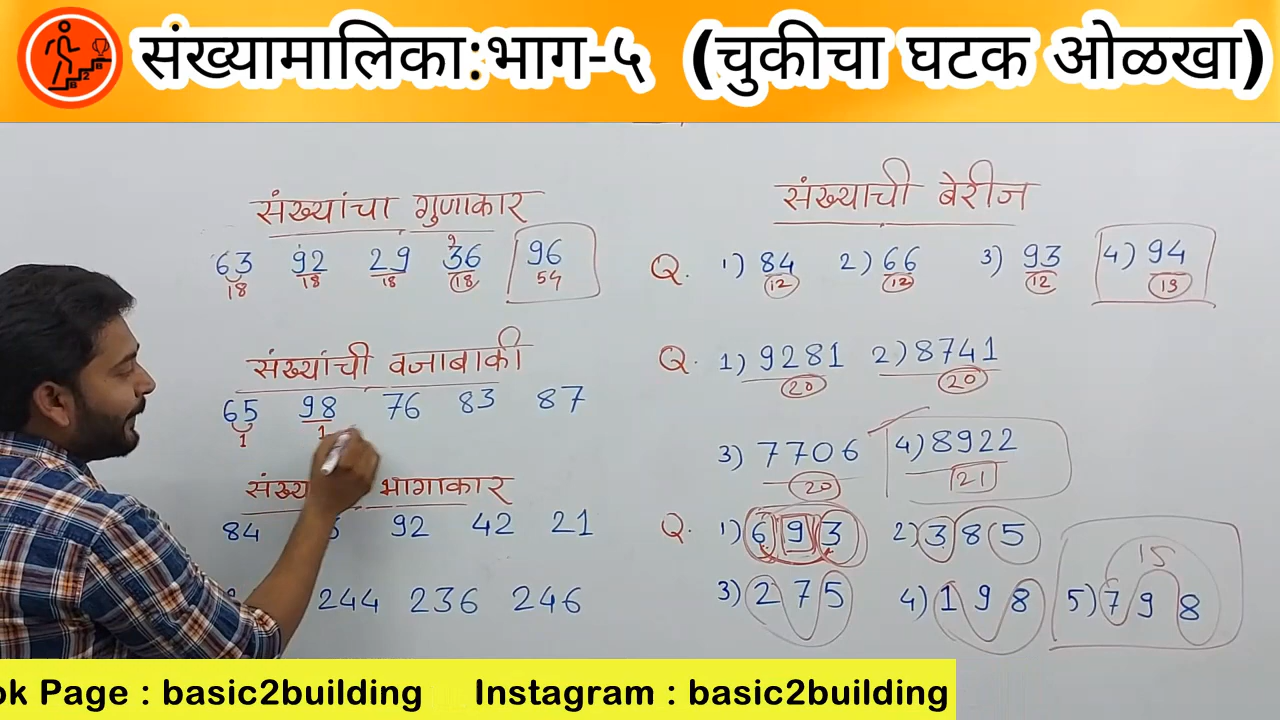 संख्यामालिका:भाग-५ (चुकीचा घटक ओळखा)
संख्यांचा गुणाकार
63 92 29 36 96
18 18 18 18 54
संख्यांची वजाबाकी
65 98 76 83 87
1 1
भागाकार
84 92 42 21
244 236 246
संख्याची बेरीज
Q. 1) 84 2) 66 3) 93 4) 94
12 12 12 13
Q. 1) 9281 2) 8741
20 20
3) 7706 4) 8922
20 21
Q. 1) 693 2) 385
15
3) 275 4) 198 5) 798
ok Page : basic2building Instagram : basic2building